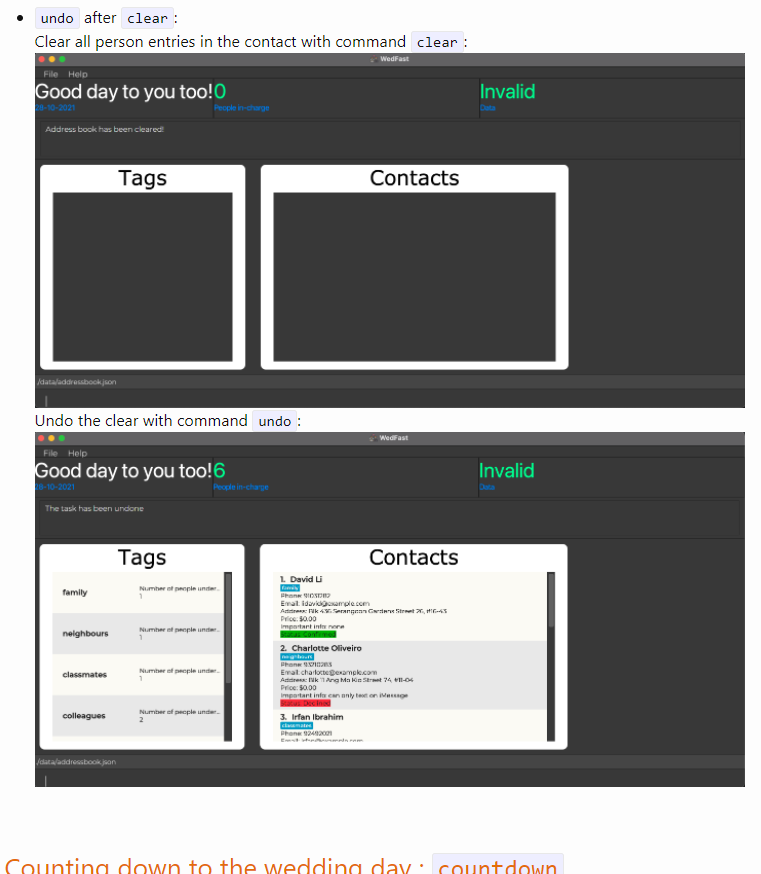 undo after clear :
Clear all person entries in the contact with command clear :
WedFast
File Help
Good day to you too! 0 Invalid
29-10-2021 People in-charge Data
Address book has been cleared!
Tags Contacts
/data/addressbook.json
Undo the clear with command undo :
WedFast
File Help
Good day to you too! 6 Invalid
29-10-2021 People in-charge Data
The task has been undone
Tags Contacts
family
Number of people under...
1
neighbours
Number of people under...
1
classmates
Number of people under...
1
colleagues
Number of people under...
2
1. David Li
family
Phone: 91031282
Email: lidavid@example.com
Address: Blk 436 Serangoon Gardens Street 26, #16-43
Price: $0.00
Important info: none
Status: Confirmed
2. Charlotte Oliveiro
neighbours
Phone: 93210283
Email: charlotte@example.com
Address: Blk 11 Ang Mo Kio Street 74, #11-04
Price: $0.00
Important info: can only text on iMessage
Status: Declined
3. Irfan Ibrahim
classmates
Phone: 92492021
Email: irfan@example.com
/data/addressbook.json
Counting down to the wedding day : countdown